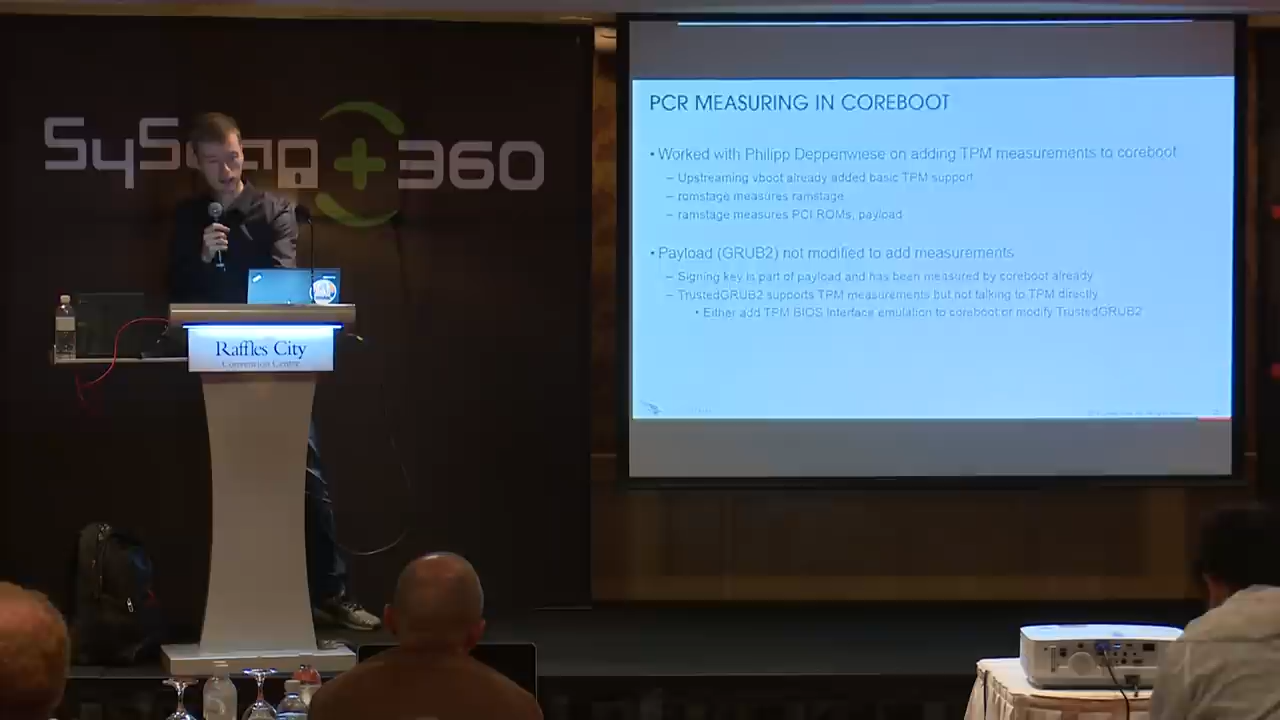 SyScan+360
Raffles City
Convention Centre
PCR MEASURING IN COREBOOT
• Worked with Philipp Deppenwiese on adding TPM measurements to coreboot
– Upstreaming vboot already added basic TPM support
– romstage measures ramstage
– ramstage measures PCI ROMs, payload
• Payload (GRUB2) not modified to add measurements
– Signing key is part of payload and has been measured by coreboot already
– TrustedGRUB2 supports TPM measurements but not talking to TPM directly
• Either add TPM BIOS Interface emulation to coreboot or modify TrustedGRUB2